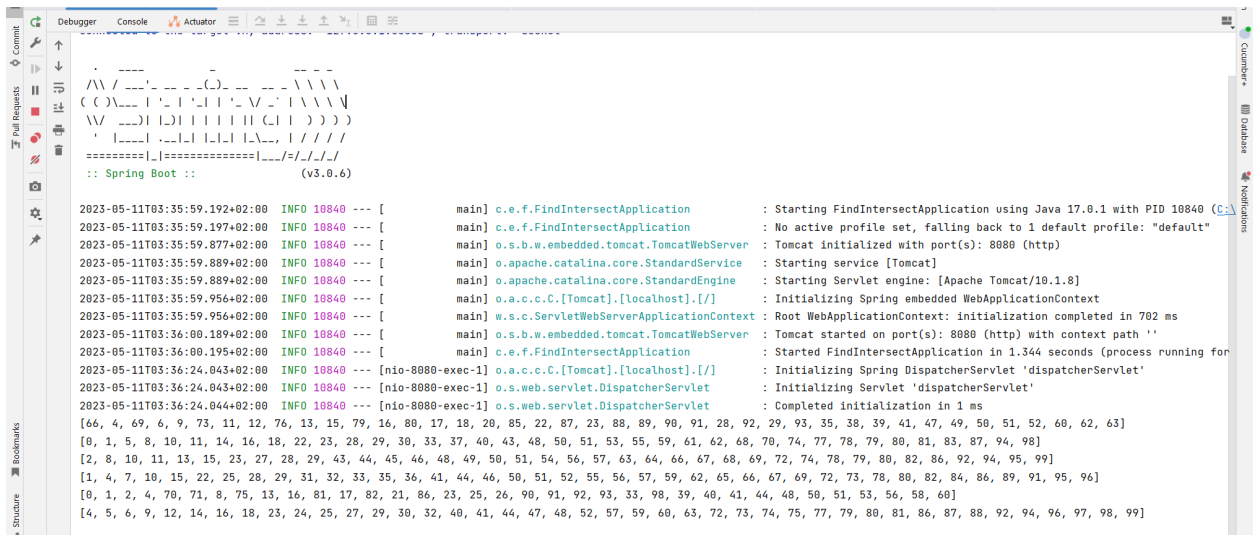 Debugger Console Actuator
. ____ _ __ _ _
/\\ / ___'_ __ _ _(_)_ __ __ _ \ \ \ \
( ( )\___ | '_ | '_| | '_ \/ _` | \ \ \ \
\\/ ___)| |_)| | | | | || (_| | ) ) ) )
' |____| .__|_| |_|_| |_\__, | / / / /
=========|_|==============|___/=/_/_/_/
:: Spring Boot :: (v3.0.6)
2023-05-11T03:35:59.192+02:00 INFO 10840 --- [ main] c.e.f.FindIntersectApplication : Starting FindIntersectApplication using Java 17.0.1 with PID 10840 (C:\
2023-05-11T03:35:59.197+02:00 INFO 10840 --- [ main] c.e.f.FindIntersectApplication : No active profile set, falling back to 1 default profile: "default"
2023-05-11T03:35:59.877+02:00 INFO 10840 --- [ main] o.s.b.w.embedded.tomcat.TomcatWebServer : Tomcat initialized with port(s): 8080 (http)
2023-05-11T03:35:59.889+02:00 INFO 10840 --- [ main] o.apache.catalina.core.StandardService : Starting service [Tomcat]
2023-05-11T03:35:59.889+02:00 INFO 10840 --- [ main] o.apache.catalina.core.StandardEngine : Starting Servlet engine: [Apache Tomcat/10.1.8]
2023-05-11T03:35:59.956+02:00 INFO 10840 --- [ main] o.a.c.c.C.[Tomcat].[localhost].[/] : Initializing Spring embedded WebApplicationContext
2023-05-11T03:35:59.956+02:00 INFO 10840 --- [ main] w.s.c.ServletWebServerApplicationContext : Root WebApplicationContext: initialization completed in 702 ms
2023-05-11T03:36:00.189+02:00 INFO 10840 --- [ main] o.s.b.w.embedded.tomcat.TomcatWebServer : Tomcat started on port(s): 8080 (http) with context path ''
2023-05-11T03:36:00.195+02:00 INFO 10840 --- [ main] c.e.f.FindIntersectApplication : Started FindIntersectApplication in 1.344 seconds (process running for
2023-05-11T03:36:24.043+02:00 INFO 10840 --- [nio-8080-exec-1] o.a.c.c.C.[Tomcat].[localhost].[/] : Initializing Spring DispatcherServlet 'dispatcherServlet'
2023-05-11T03:36:24.043+02:00 INFO 10840 --- [nio-8080-exec-1] o.s.web.servlet.DispatcherServlet : Initializing Servlet 'dispatcherServlet'
2023-05-11T03:36:24.044+02:00 INFO 10840 --- [nio-8080-exec-1] o.s.web.servlet.DispatcherServlet : Completed initialization in 1 ms
[66, 4, 69, 6, 9, 73, 11, 12, 76, 13, 15, 79, 16, 80, 17, 18, 20, 85, 22, 87, 23, 88, 89, 90, 91, 28, 92, 29, 93, 35, 38, 39, 41, 47, 49, 50, 51, 52, 60, 62, 63]
[0, 1, 5, 8, 10, 11, 14, 16, 18, 22, 23, 28, 29, 30, 33, 37, 40, 43, 48, 50, 51, 53, 55, 59, 61, 62, 68, 70, 74, 77, 78, 79, 80, 81, 83, 87, 94, 98]
[2, 8, 10, 11, 13, 15, 23, 27, 28, 29, 43, 44, 45, 46, 48, 49, 50, 51, 54, 56, 57, 63, 64, 66, 67, 68, 69, 72, 74, 78, 79, 80, 82, 86, 92, 94, 95, 99]
[1, 4, 7, 10, 15, 22, 25, 28, 29, 31, 32, 33, 35, 36, 41, 44, 46, 50, 51, 52, 55, 56, 57, 59, 62, 65, 66, 67, 69, 72, 73, 78, 80, 82, 84, 86, 89, 91, 95, 96]
[0, 1, 2, 4, 70, 71, 8, 75, 13, 16, 81, 17, 82, 21, 86, 23, 25, 26, 90, 91, 92, 93, 33, 98, 39, 40, 41, 44, 48, 50, 51, 53, 56, 58, 60]
[4, 5, 6, 9, 12, 14, 16, 18, 23, 24, 25, 27, 29, 30, 32, 40, 41, 44, 47, 48, 52, 57, 59, 60, 63, 72, 73, 74, 75, 77, 79, 80, 81, 86, 87, 88, 92, 94, 96, 97, 98, 99]
Commit
Pull Requests
Bookmarks
Structure
Cucumber+
Database
Notifications